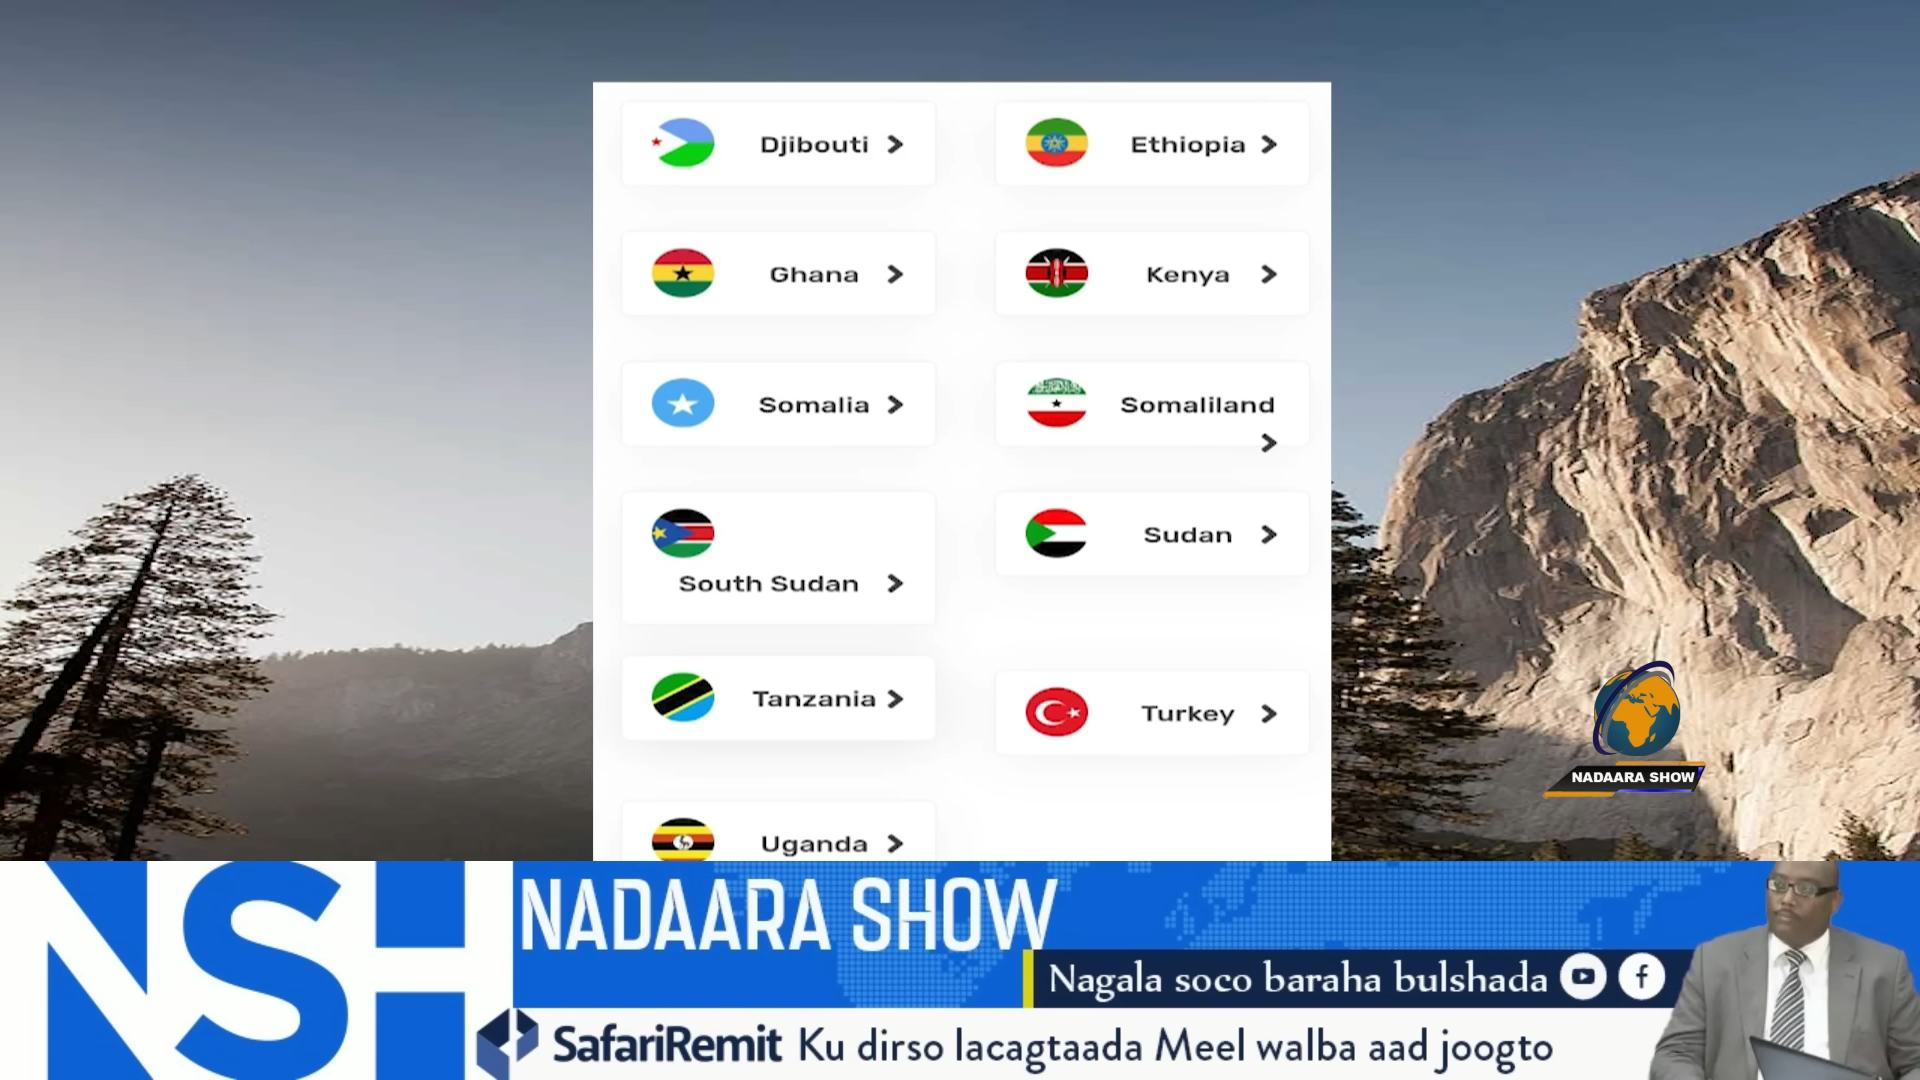 Djibouti
Ethiopia
Ghana
Kenya
Somalia
Somaliland
South Sudan
Sudan
Tanzania
Turkey
Uganda
NADAARA SHOW
NSH
NADAARA SHOW
Nagala soco baraha bulshada
SafariRemit Ku dirso lacagtaada Meel walba aad joogto